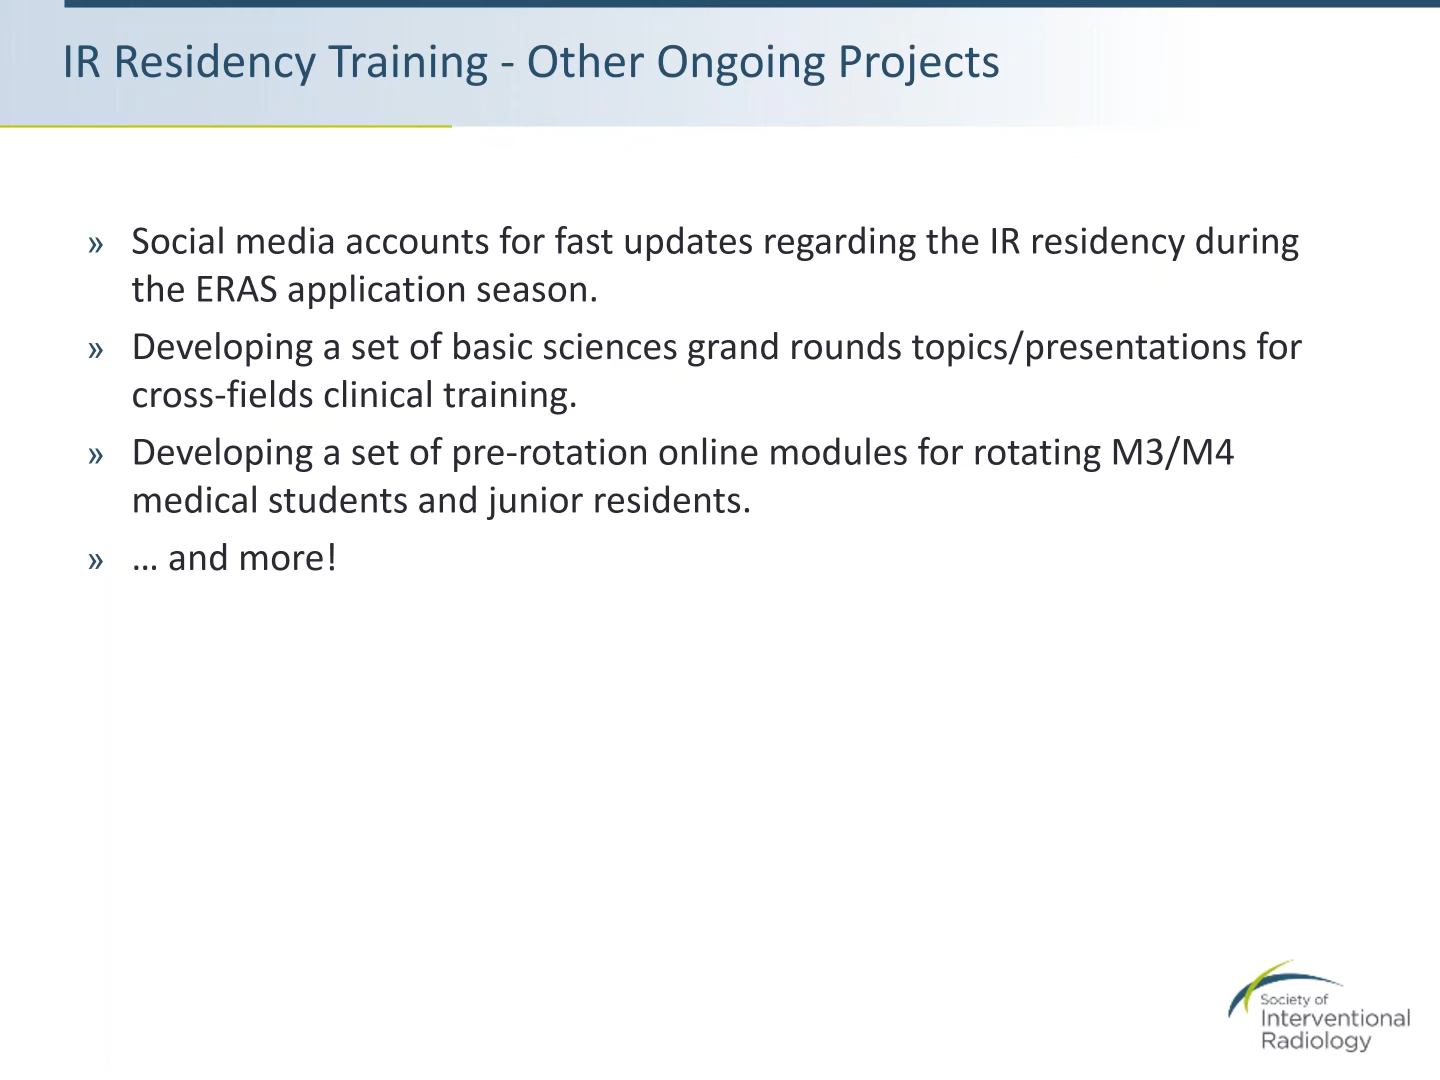 IR Residency Training - Other Ongoing Projects
» Social media accounts for fast updates regarding the IR residency during
the ERAS application season.
» Developing a set of basic sciences grand rounds topics/presentations for
cross-fields clinical training.
» Developing a set of pre-rotation online modules for rotating M3/M4
medical students and junior residents.
» … and more!
Society of
Interventional
Radiology